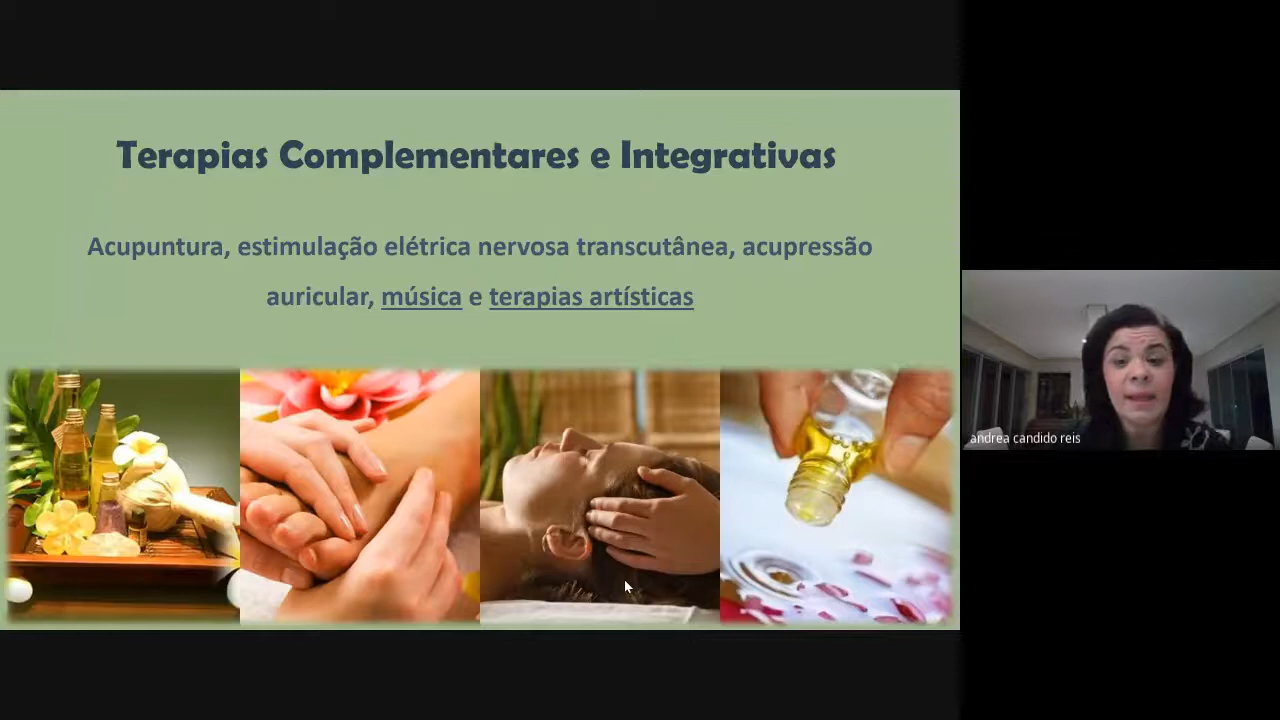 Terapias Complementares e Integrativas
Acupuntura, estimulação elétrica nervosa transcutânea, acupressão
auricular, música e terapias artísticas
andrea candido reis